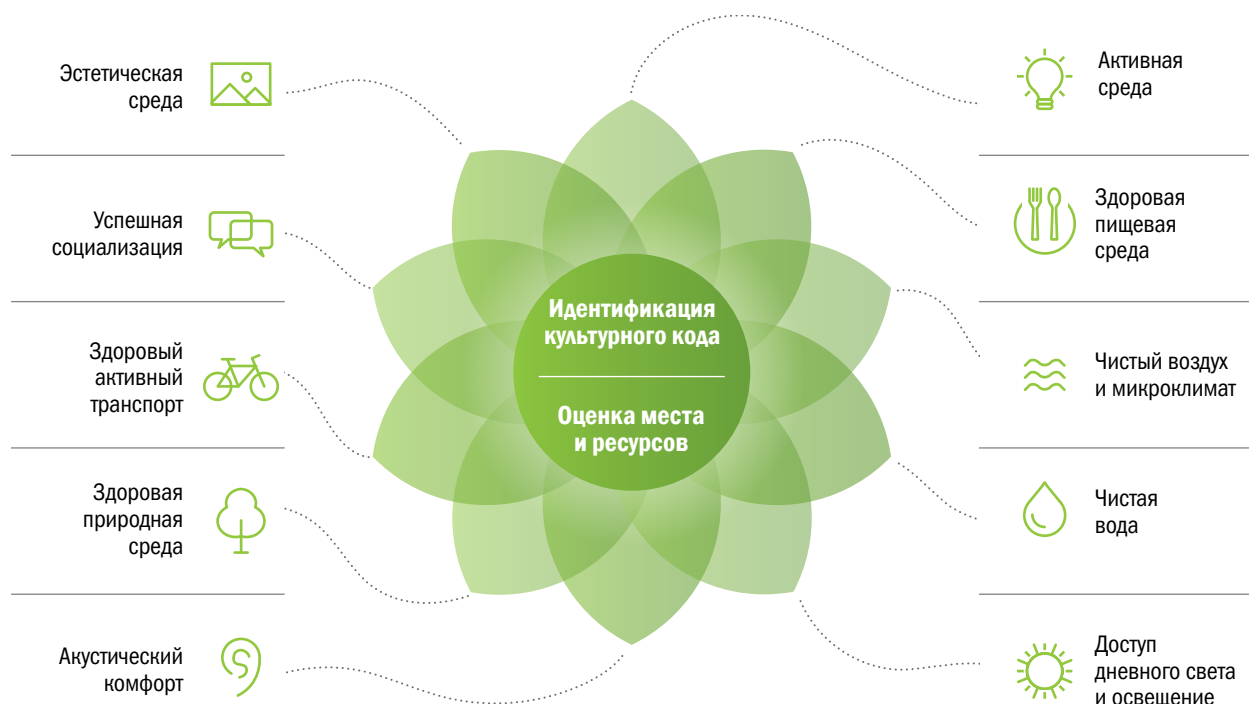 Эстетическая
среда
Успешная
социализация
Здоровый
активный
транспорт
Здоровая
природная
среда
Акустический
комфорт
Идентификация
культурного кода
Оценка места
и ресурсов
Активная
среда
Здоровая
пищевая
среда
Чистый воздух
и микроклимат
Чистая
вода
Доступ
дневного света
и освещение